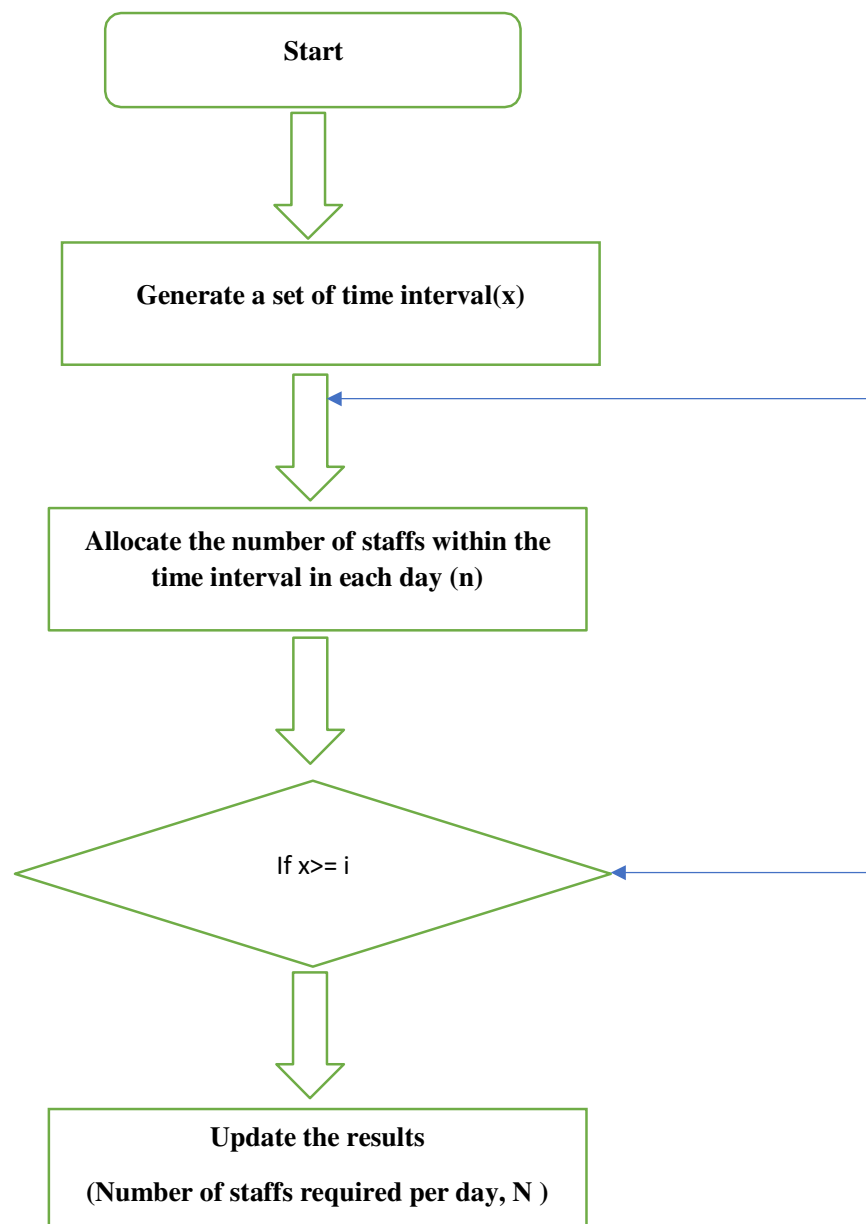 Start
Generate a set of time interval(x)
Allocate the number of staffs within the
time interval in each day (n)
If x>= i
Update the results
(Number of staffs required per day, N )